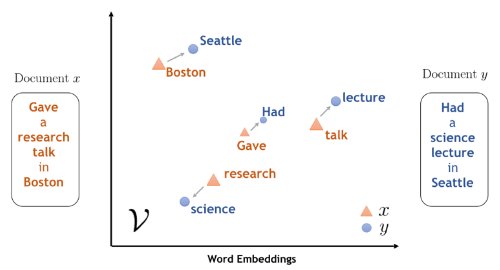 Document x
Gave
a
research
talk
in
Boston
Seattle
Boston
Had
Gave
lecture
talk
research
science
𝒱
x
y
Word Embeddings
Document y
Had
a
science
lecture
in
Seattle